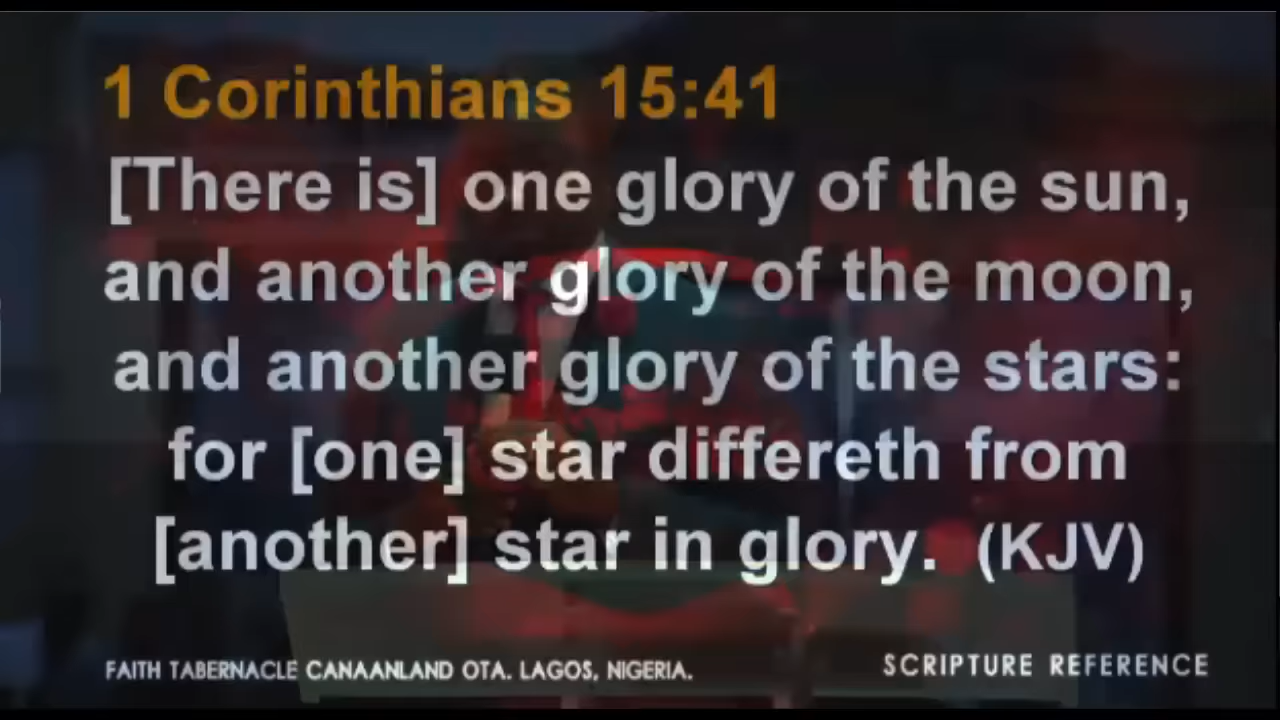 1 Corinthians 15:41
[There is] one glory of the sun,
and another glory of the moon,
and another glory of the stars:
for [one] star differeth from
[another] star in glory.  (KJV)
FAITH TABERNACLE CANAANLAND OTA. LAGOS, NIGERIA.
SCRIPTURE REFERENCE